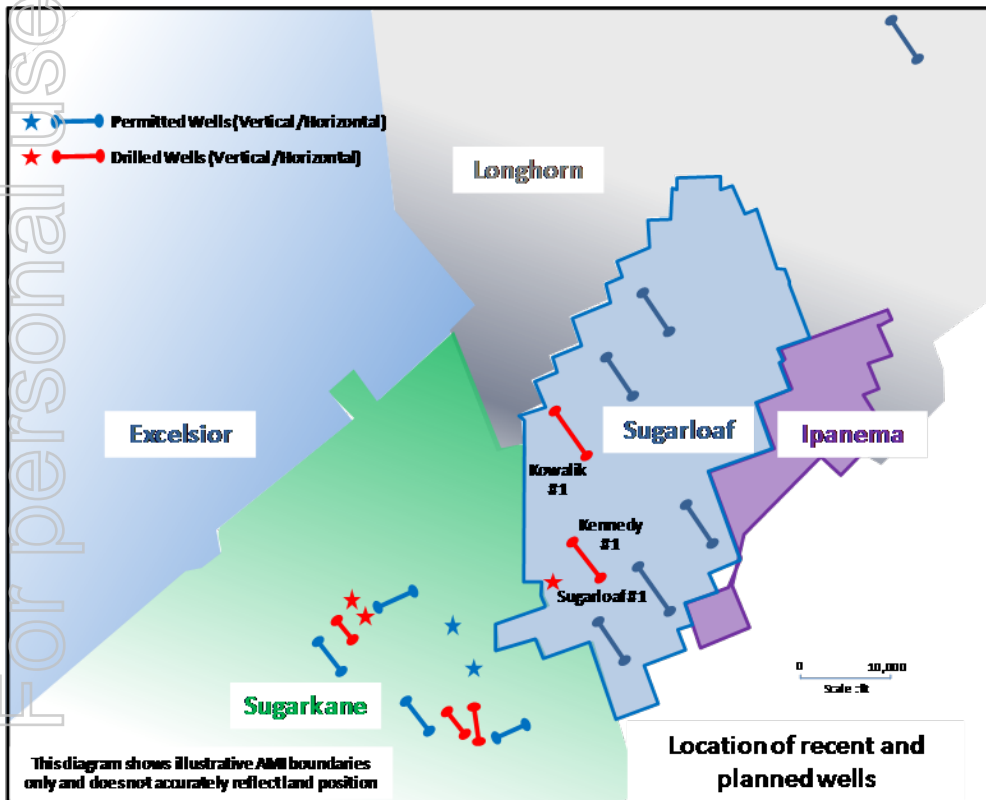 For personal use
Permitted Wells (Vertical /Horizontal)
Drilled Wells (Vertical /Horizontal)
Longhorn
Excelsior
Sugarloaf
Ipanema
Kowalik
#1
Kennedy
#1
Sugarloaf #1
Sugarkane
0 10,000
Scale : ft
This diagram shows illustrative AMI boundaries
only and does not accurately reflect land position
Location of recent and
planned wells